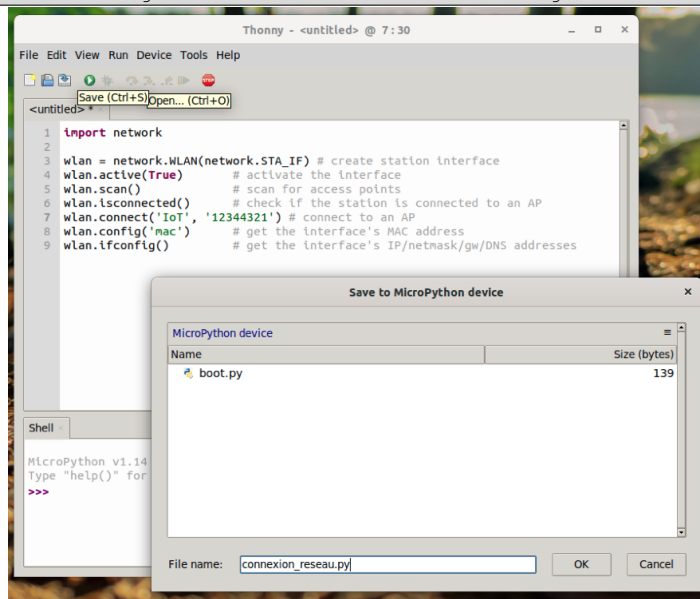 Thonny - <untitled> @ 7:30
File Edit View Run Device Tools Help
Save (Ctrl+S)
Open... (Ctrl+O)
<untitled> *
1 import network
2
3 wlan = network.WLAN(network.STA_IF) # create station interface
4 wlan.active(True) # activate the interface
5 wlan.scan() # scan for access points
6 wlan.isconnected() # check if the station is connected to an AP
7 wlan.connect('IoT', '12344321') # connect to an AP
8 wlan.config('mac') # get the interface's MAC address
9 wlan.ifconfig() # get the interface's IP/netmask/gw/DNS addresses
Save to MicroPython device
MicroPython device
Name Size (bytes)
boot.py 139
Shell
MicroPython v1.14
Type "help()" for
>>>
File name: connexion_reseau.py OK Cancel